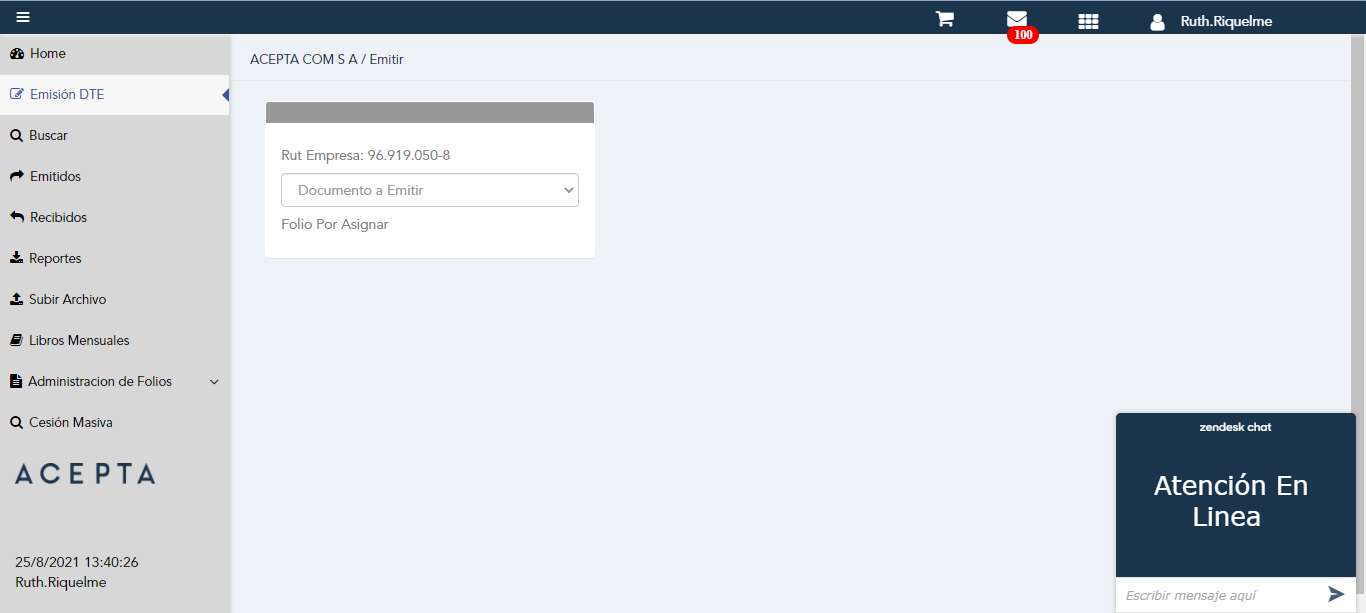 Ruth.Riquelme
100
Home
Emisión DTE
Buscar
Emitidos
Recibidos
Reportes
Subir Archivo
Libros Mensuales
Administracion de Folios
Cesión Masiva
ACEPTA
25/8/2021 13:40:26
Ruth.Riquelme
ACEPTA COM S A / Emitir
Rut Empresa: 96.919.050-8
Documento a Emitir
Folio Por Asignar
zendesk chat
Atención En
Linea
Escribir mensaje aquí